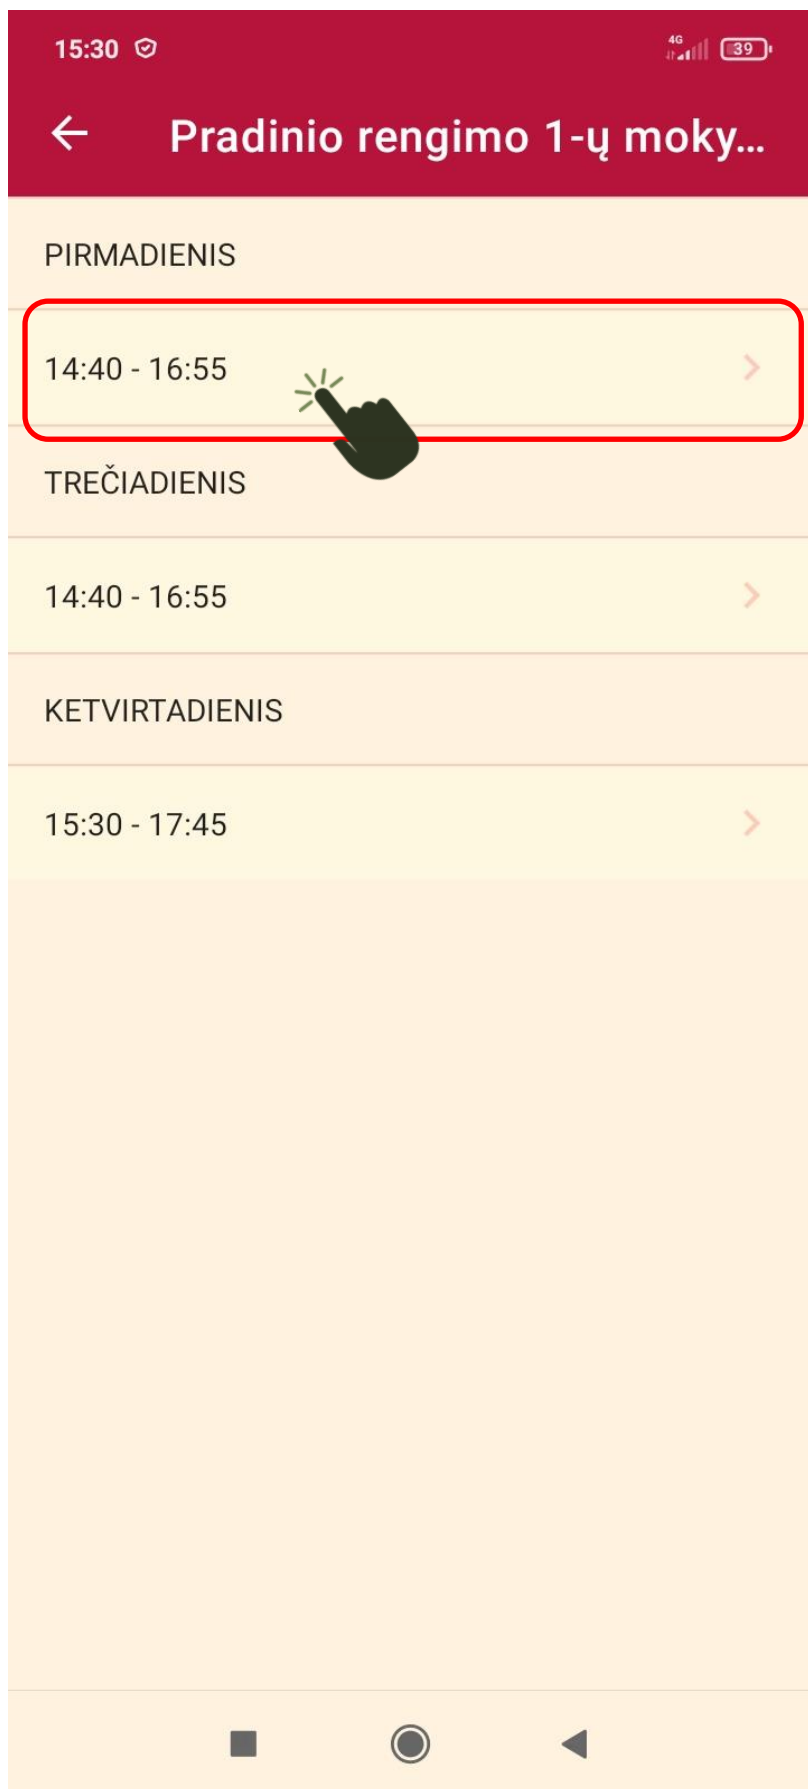 15:30
4G
39
Pradinio rengimo 1-ų moky...
PIRMADIENIS
14:40 - 16:55
TREČIADIENIS
14:40 - 16:55
KETVIRTADIENIS
15:30 - 17:45